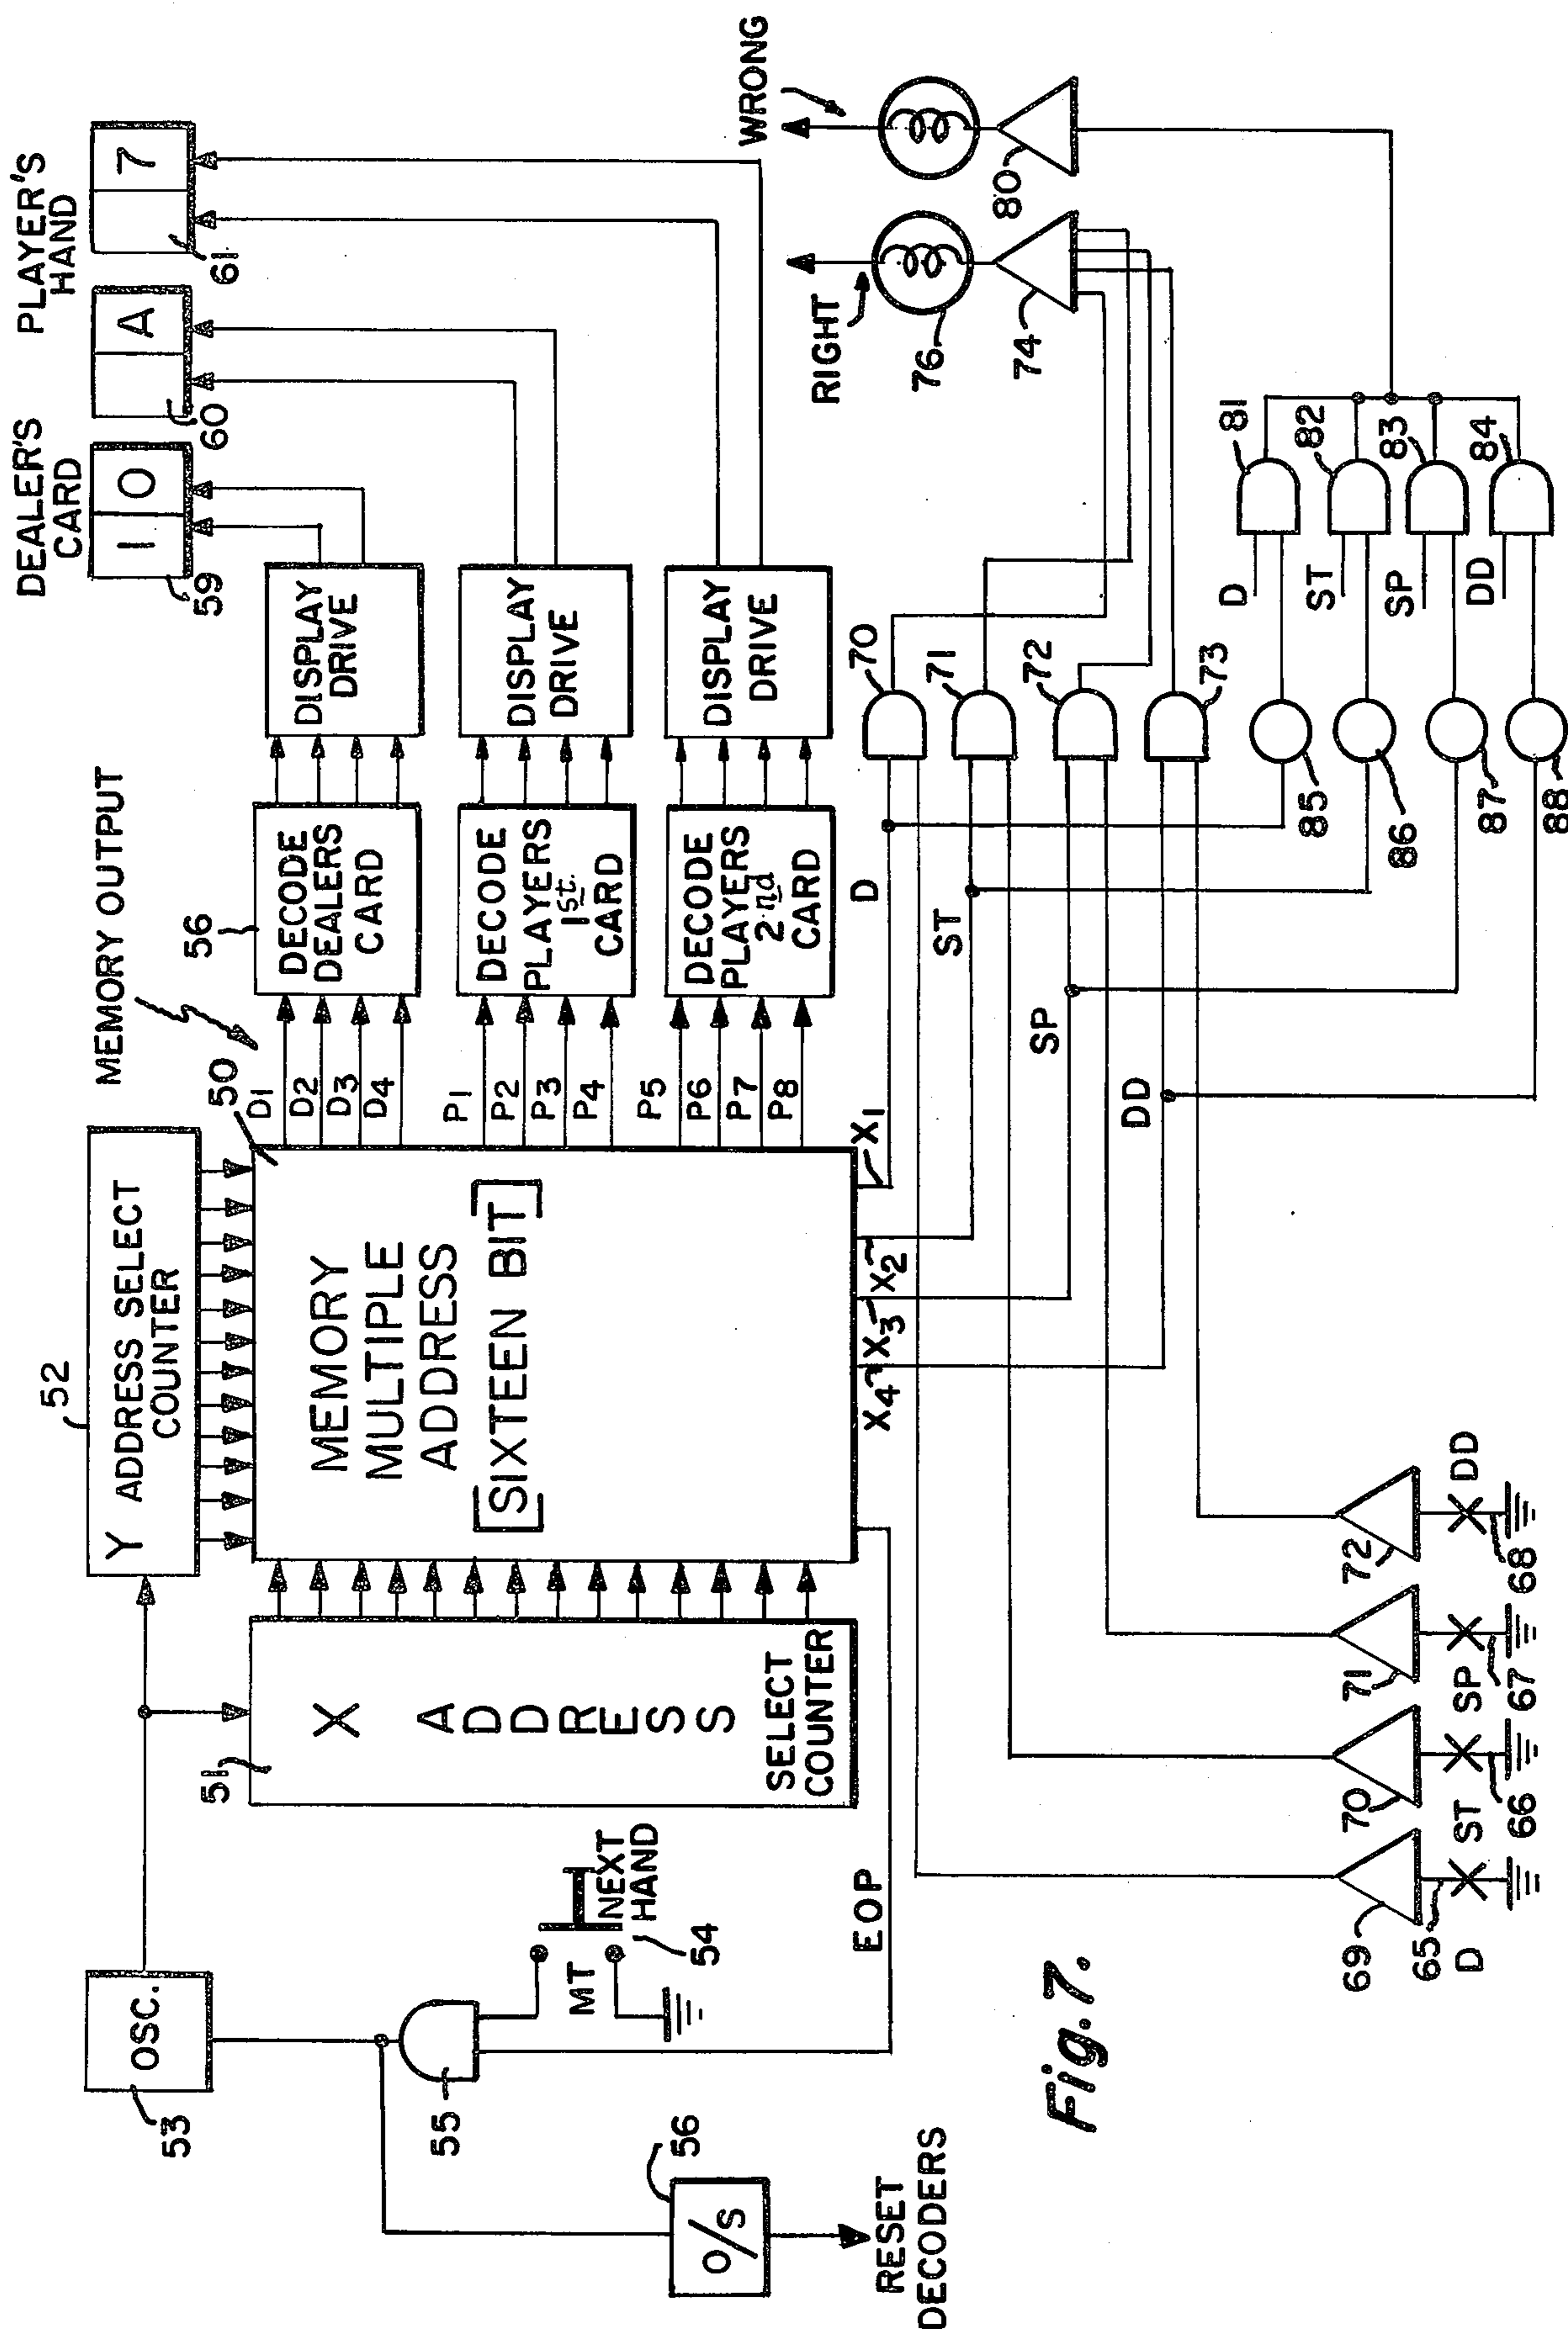 DEALER'S
CARD
PLAYER'S
HAND
1 0
A
7
59
60
61
MEMORY OUTPUT
52
Y ADDRESS SELECT
COUNTER
53
OSC.
51
X ADDRESS
SELECT
COUNTER
50
MEMORY
MULTIPLE
ADDRESS
[SIXTEEN BIT]
D1
D2
D3
D4
P1
P2
P3
P4
P5
P6
P7
P8
56
DECODE
DEALERS
CARD
DISPLAY
DRIVE
DECODE
PLAYERS
1st.
CARD
DISPLAY
DRIVE
DECODE
PLAYERS
2nd
CARD
DISPLAY
DRIVE
55
MT
NEXT
HAND
54
56
O/S
RESET
DECODERS
EOP
X4
X3
X2
X1
D
ST
SP
DD
70
71
72
73
RIGHT
WRONG
76
74
80
D
ST
SP
DD
81
82
83
84
85
86
87
88
69
70
71
72
65
D
ST
66
SP
67
DD
68
Fig. 7.